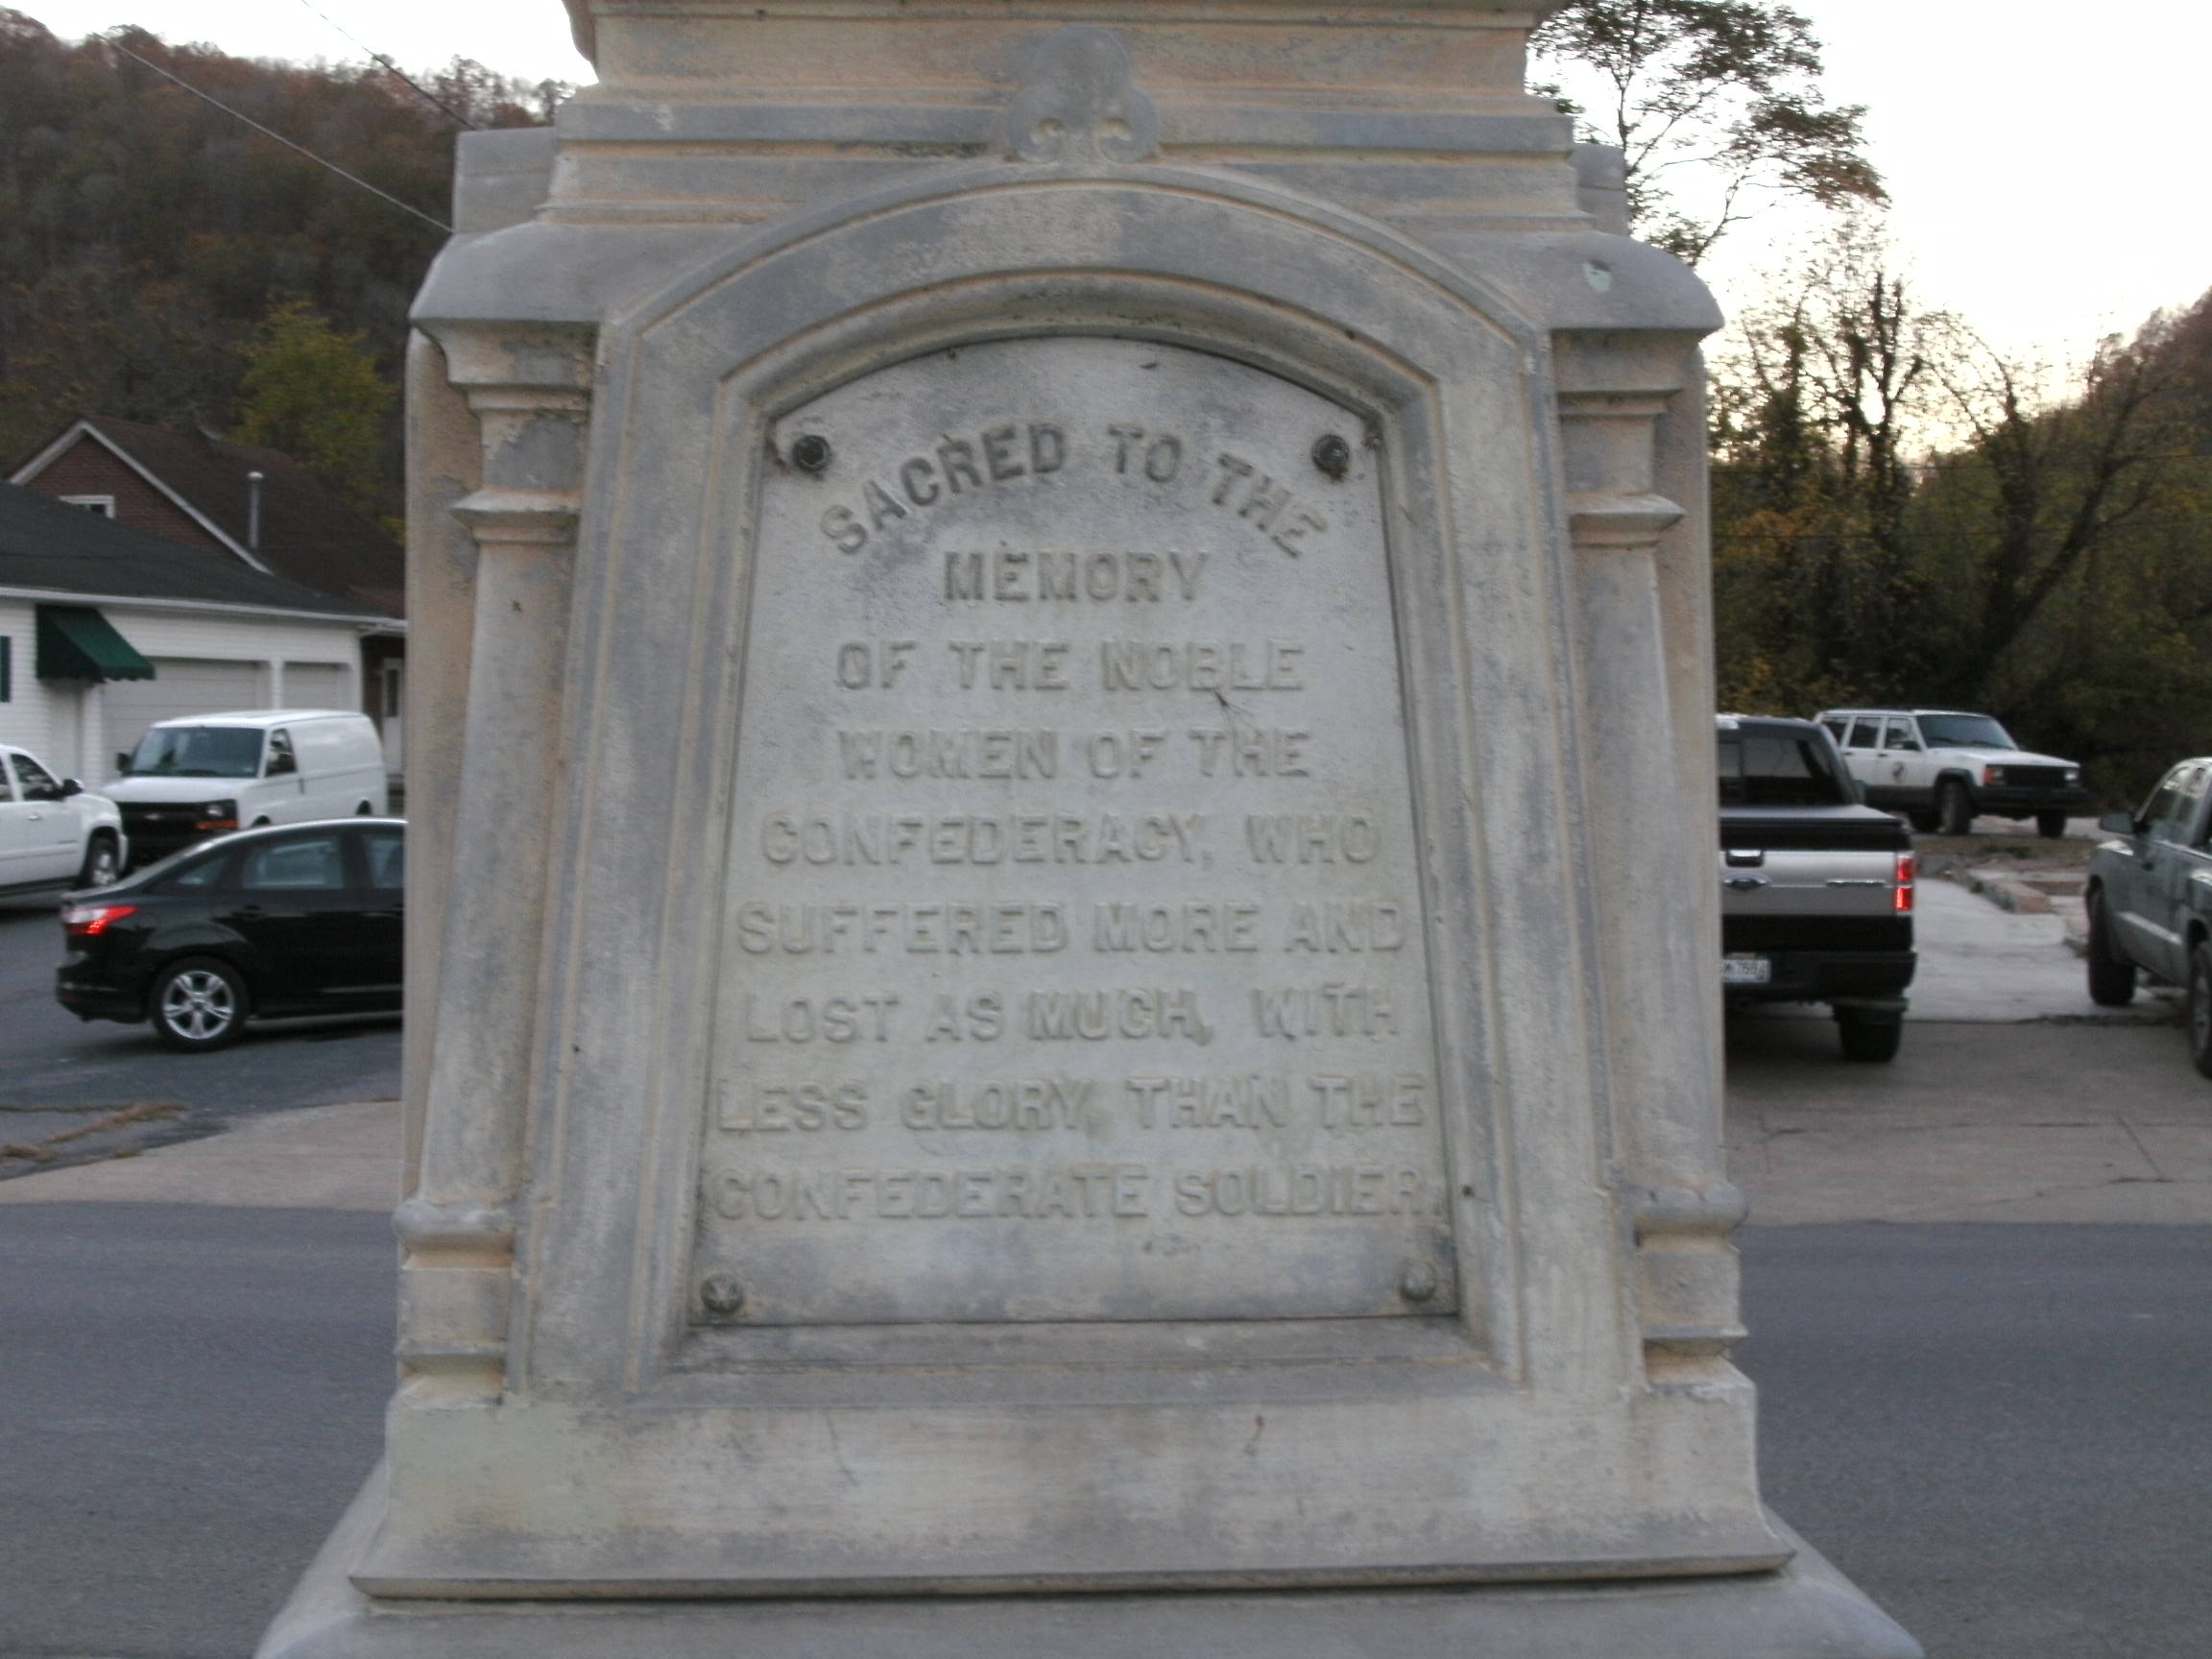 SACRED TO THE
MEMORY
OF THE NOBLE
WOMEN OF THE
CONFEDERACY, WHO
SUFFERED MORE AND
LOST AS MUCH, WITH
LESS GLORY, THAN THE
CONFEDERATE SOLDIER.